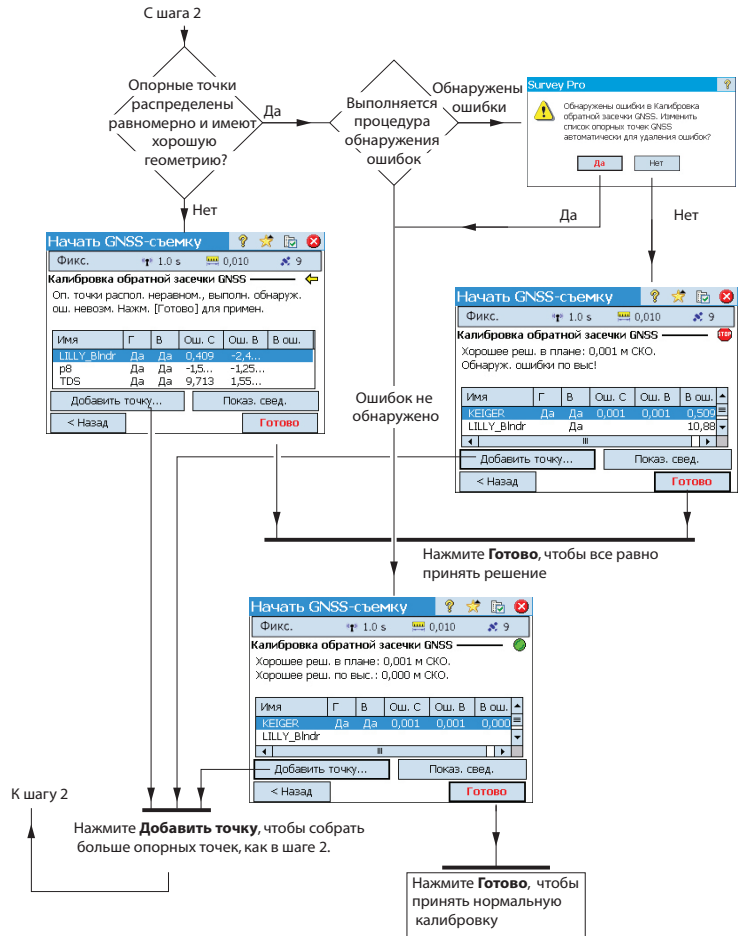 С шага 2
Опорные точки
распределены
равномерно и имеют
хорошую
геометрию?
Да
Выполняется
процедура
обнаружения
ошибок
Обнаружены
ошибки
Survey Pro
Обнаружены ошибки в Калибровка
обратной засечки GNSS. Изменить
список опорных точек GNSS
автоматически для удаления ошибок?
Да
Нет
Да
Нет
Нет
Начать GNSS-съемку
Фикс.
1.0 s
0,010
9
Калибровка обратной засечки GNSS
Оп. точки распол. неравном., выполн. обнаруж.
ош. невозм. Нажм. [Готово] для примен.
Имя Г В Ош. С Ош. В В ош.
LILLY_Blndr Да Да 0,409 -2,4...
p8 Да Да -1,5... -1,25...
TDS Да Да 9,713 1,55...
Добавить точку...
Показ. свед.
< Назад
Готово
Начать GNSS-съемку
Фикс.
1.0 s
0,010
9
Калибровка обратной засечки GNSS
STOP
Хорошее реш. в плане: 0,001 м СКО.
Обнаруж. ошибки по выс!
Имя Г В Ош. С Ош. В В ош.
KEIGER Да Да 0,001 0,001 0,509
LILLY_Blndr Да 10,88
Добавить точку...
Показ. свед.
< Назад
Готово
Ошибок не
обнаружено
Нажмите Готово, чтобы все равно
принять решение
Начать GNSS-съемку
Фикс.
1.0 s
0,010
9
Калибровка обратной засечки GNSS
Хорошее реш. в плане: 0,001 м СКО.
Хорошее реш. по выс.: 0,000 м СКО.
Имя Г В Ош. С Ош. В В ош.
KEIGER Да Да 0,001 0,001 0,000
LILLY_Blndr
Добавить точку...
Показ. свед.
< Назад
Готово
К шагу 2
Нажмите Добавить точку, чтобы собрать
больше опорных точек, как в шаге 2.
Нажмите Готово, чтобы
принять нормальную
калибровку